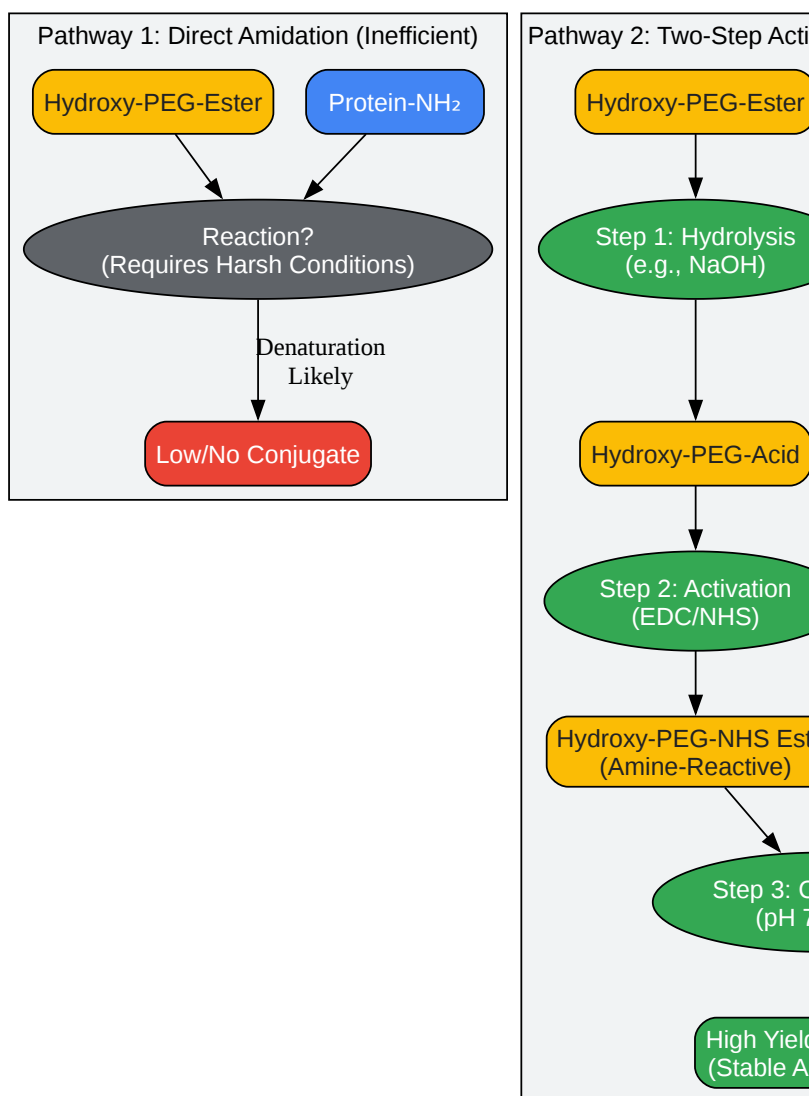 Pathway 1: Direct Amidation (Inefficient)
Hydroxy-PEG-Ester
Protein-NH₂
Reaction?
(Requires Harsh Conditions)
Denaturation
Likely
Low/No Conjugate
Pathway 2: Two-Step
Hydroxy-PEG-Ester
Step 1: Hydrolysis
(e.g., NaOH)
Hydroxy-PEG-Acid
Step 2: Activation
(EDC/NHS)
Hydroxy-PEG-NHS
(Amine-Reactive)
Step 3:
(pH 7
High Yield
(Stable